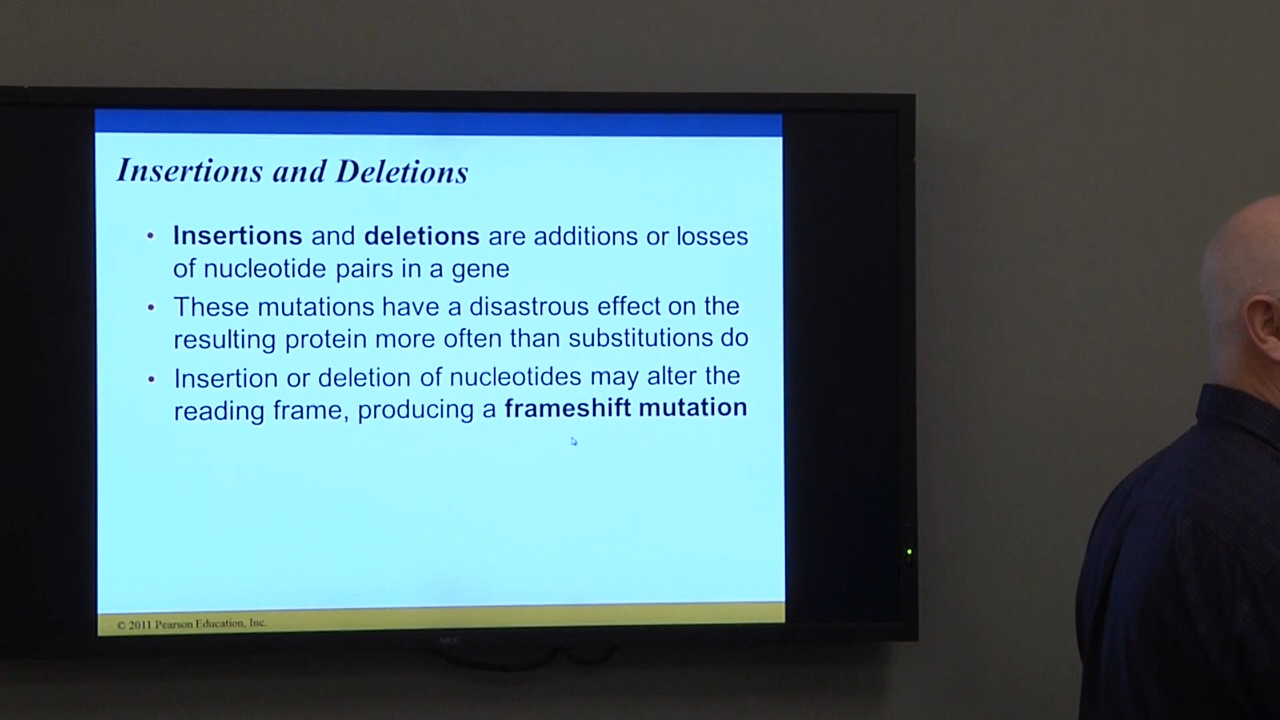 Insertions and Deletions
• Insertions and deletions are additions or losses
of nucleotide pairs in a gene
• These mutations have a disastrous effect on the
resulting protein more often than substitutions do
• Insertion or deletion of nucleotides may alter the
reading frame, producing a frameshift mutation
© 2011 Pearson Education, Inc.
NEC